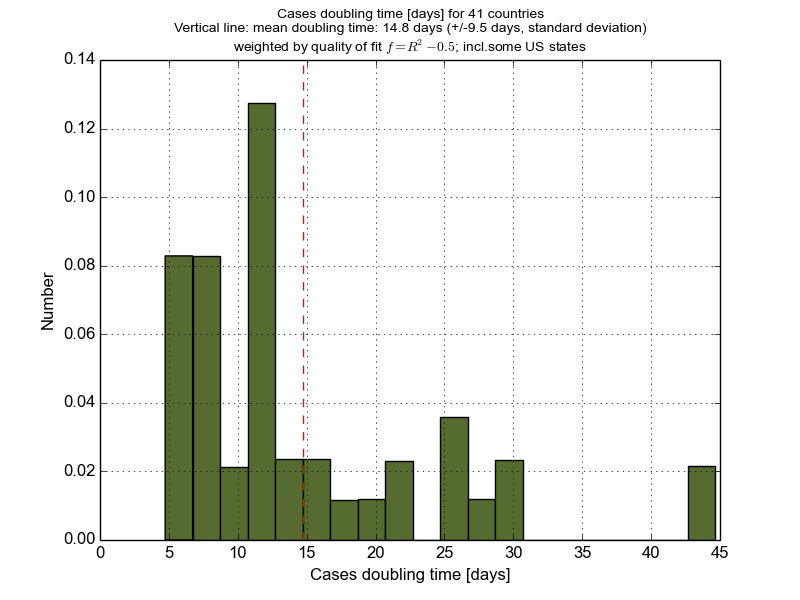 Cases doubling time [days] for 41 countries
Vertical line: mean doubling time: 14.8 days (+/-9.5 days, standard deviation)
weighted by quality of fit f = R² − 0.5; incl.some US states
0.14
0.12
0.10
0.08
0.06
0.04
0.02
0.00
Number
0 5 10 15 20 25 30 35 40 45
Cases doubling time [days]